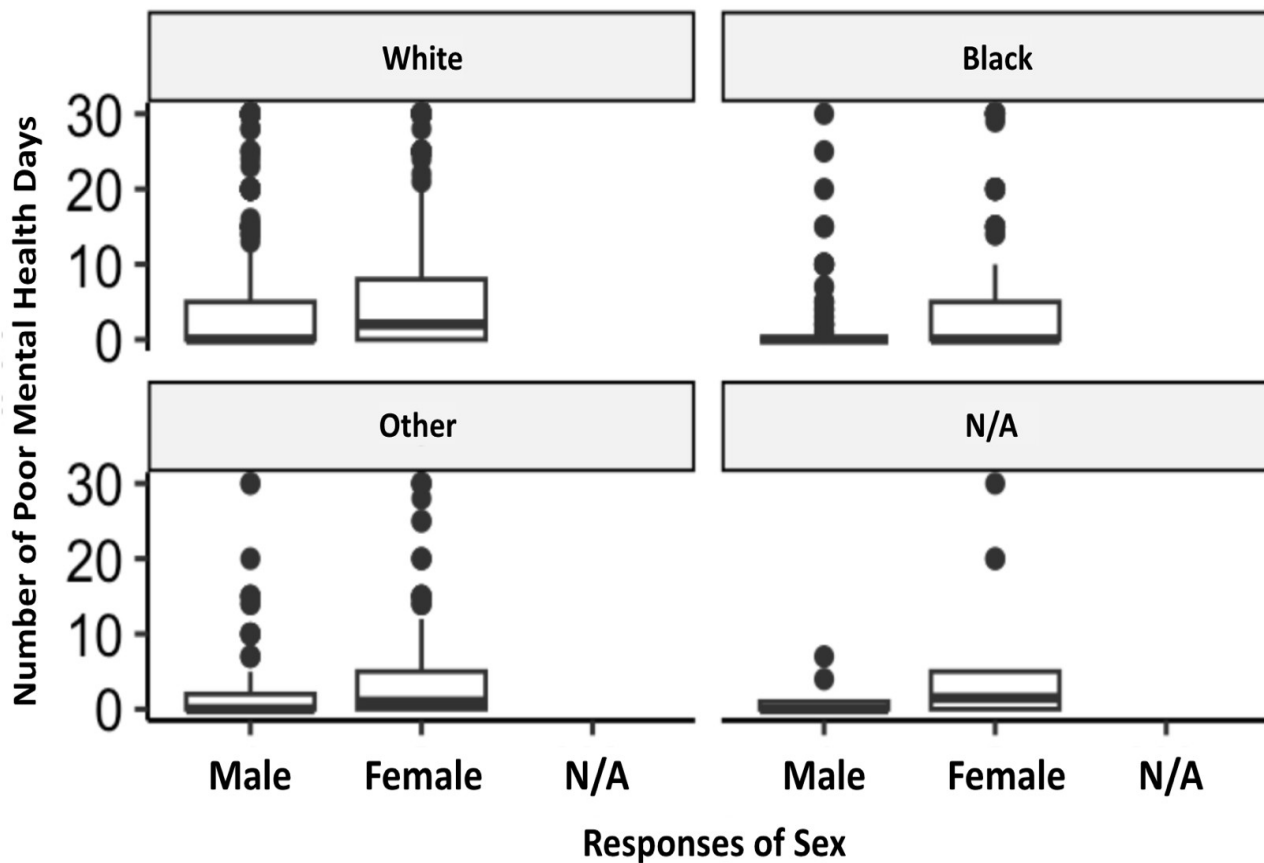 Number of Poor Mental Health Days
White
Black
30
20
10
0
Other
N/A
30
20
10
0
Male Female N/A
Male Female N/A
Responses of Sex